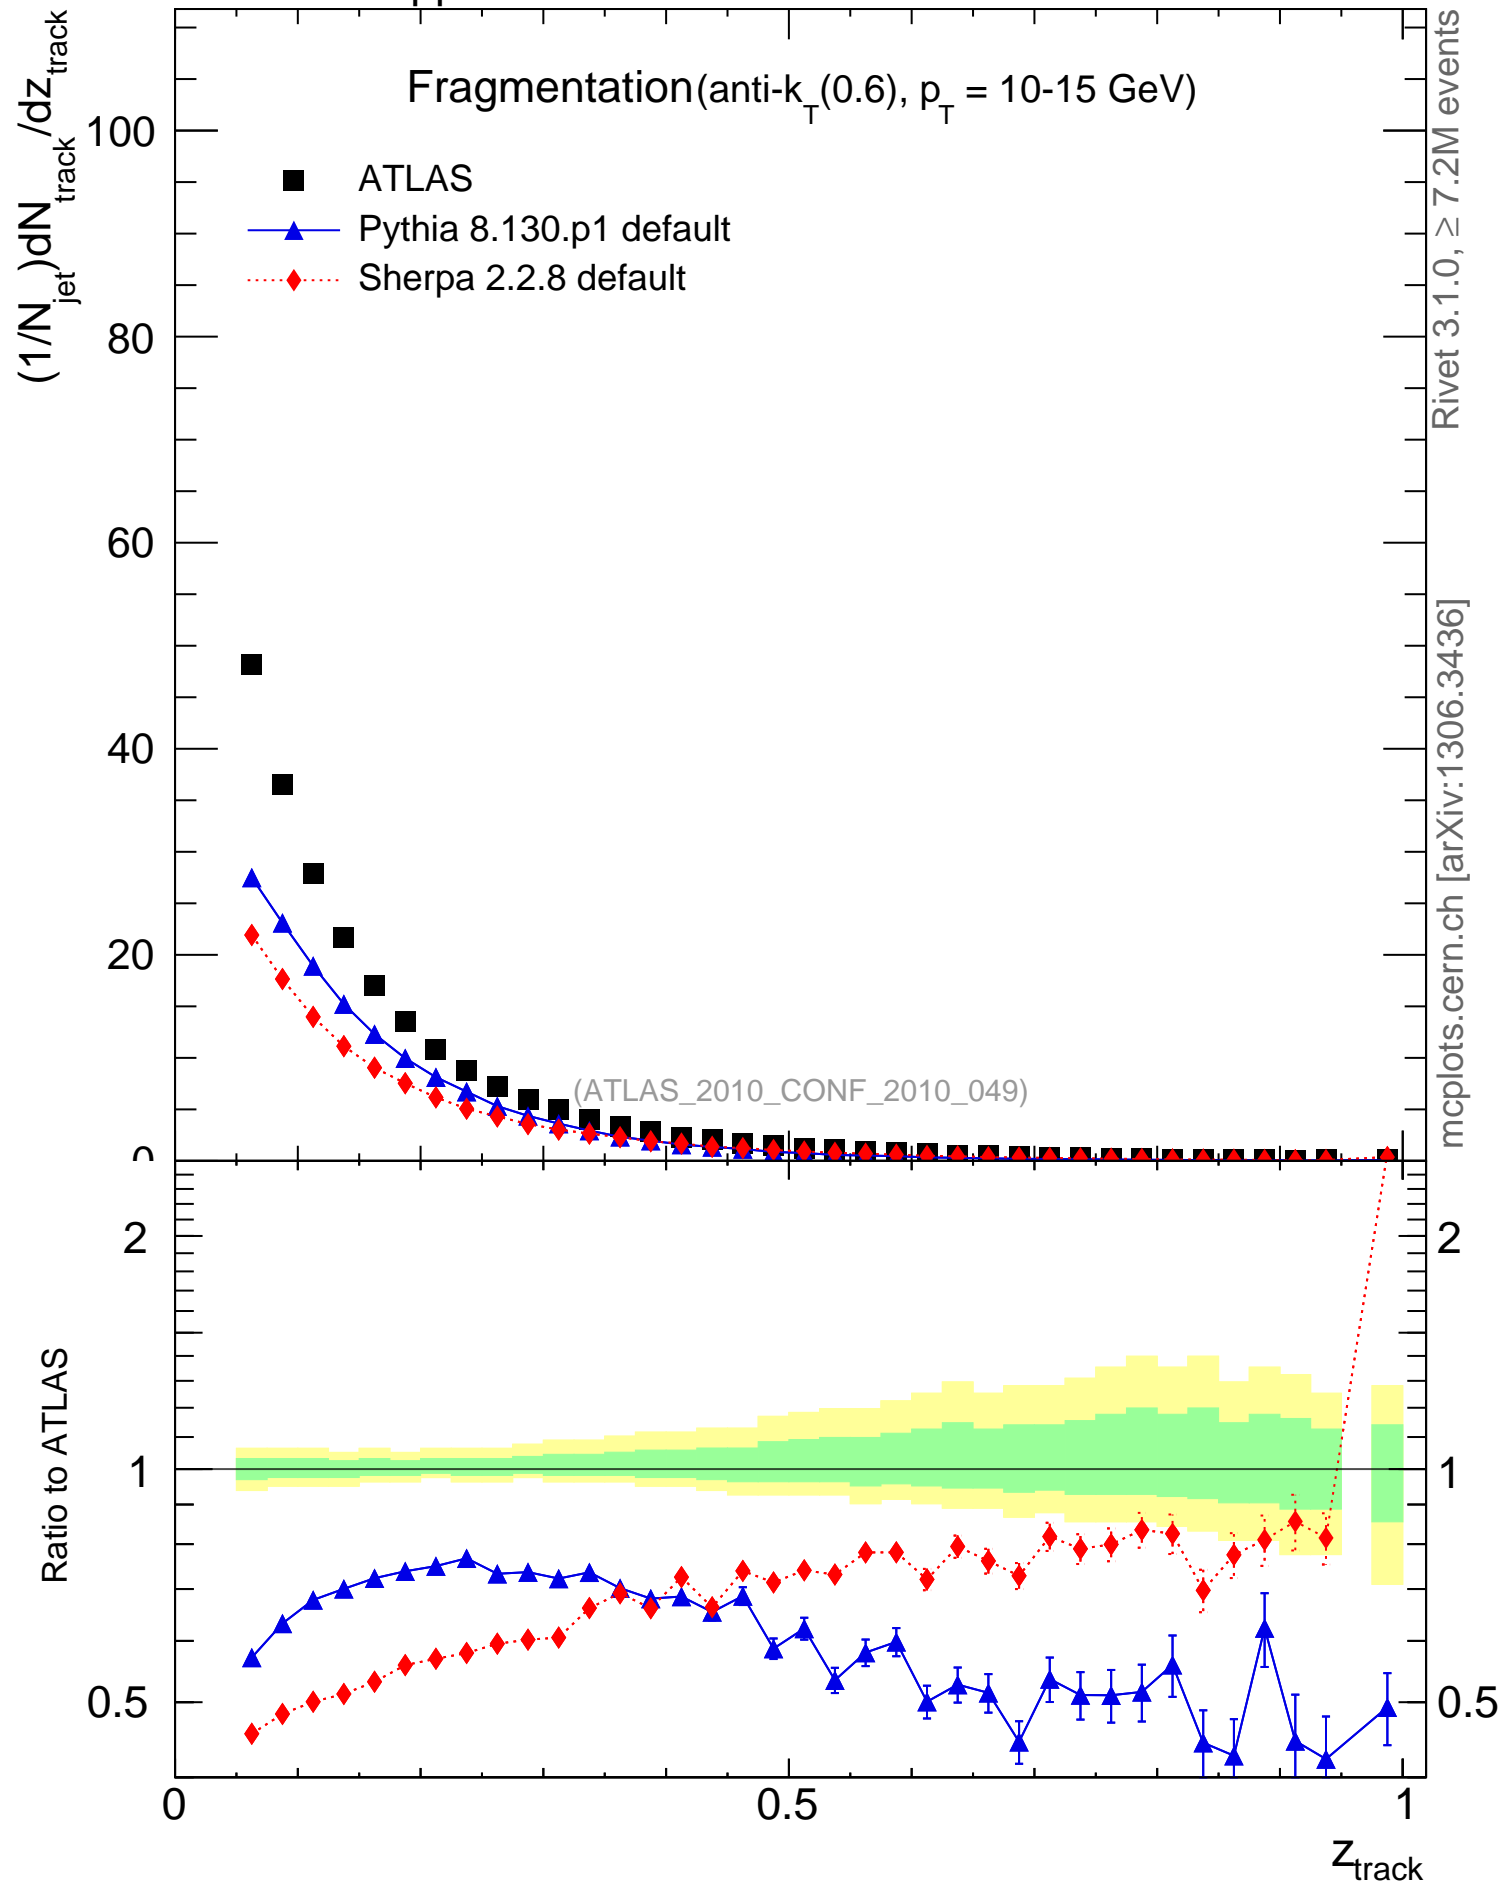 pp
Fragmentation (anti-k_T(0.6), p_T = 10-15 GeV)
(1/N_jet)dN_track/dz_track
ATLAS
Pythia 8.130.p1 default
Sherpa 2.2.8 default
100
80
60
40
20
0
(ATLAS_2010_CONF_2010_049)
Rivet 3.1.0, ≥ 7.2M events
mcplots.cern.ch [arXiv:1306.3436]
Ratio to ATLAS
2
1
0.5
2
1
0.5
0
0.5
1
z_track